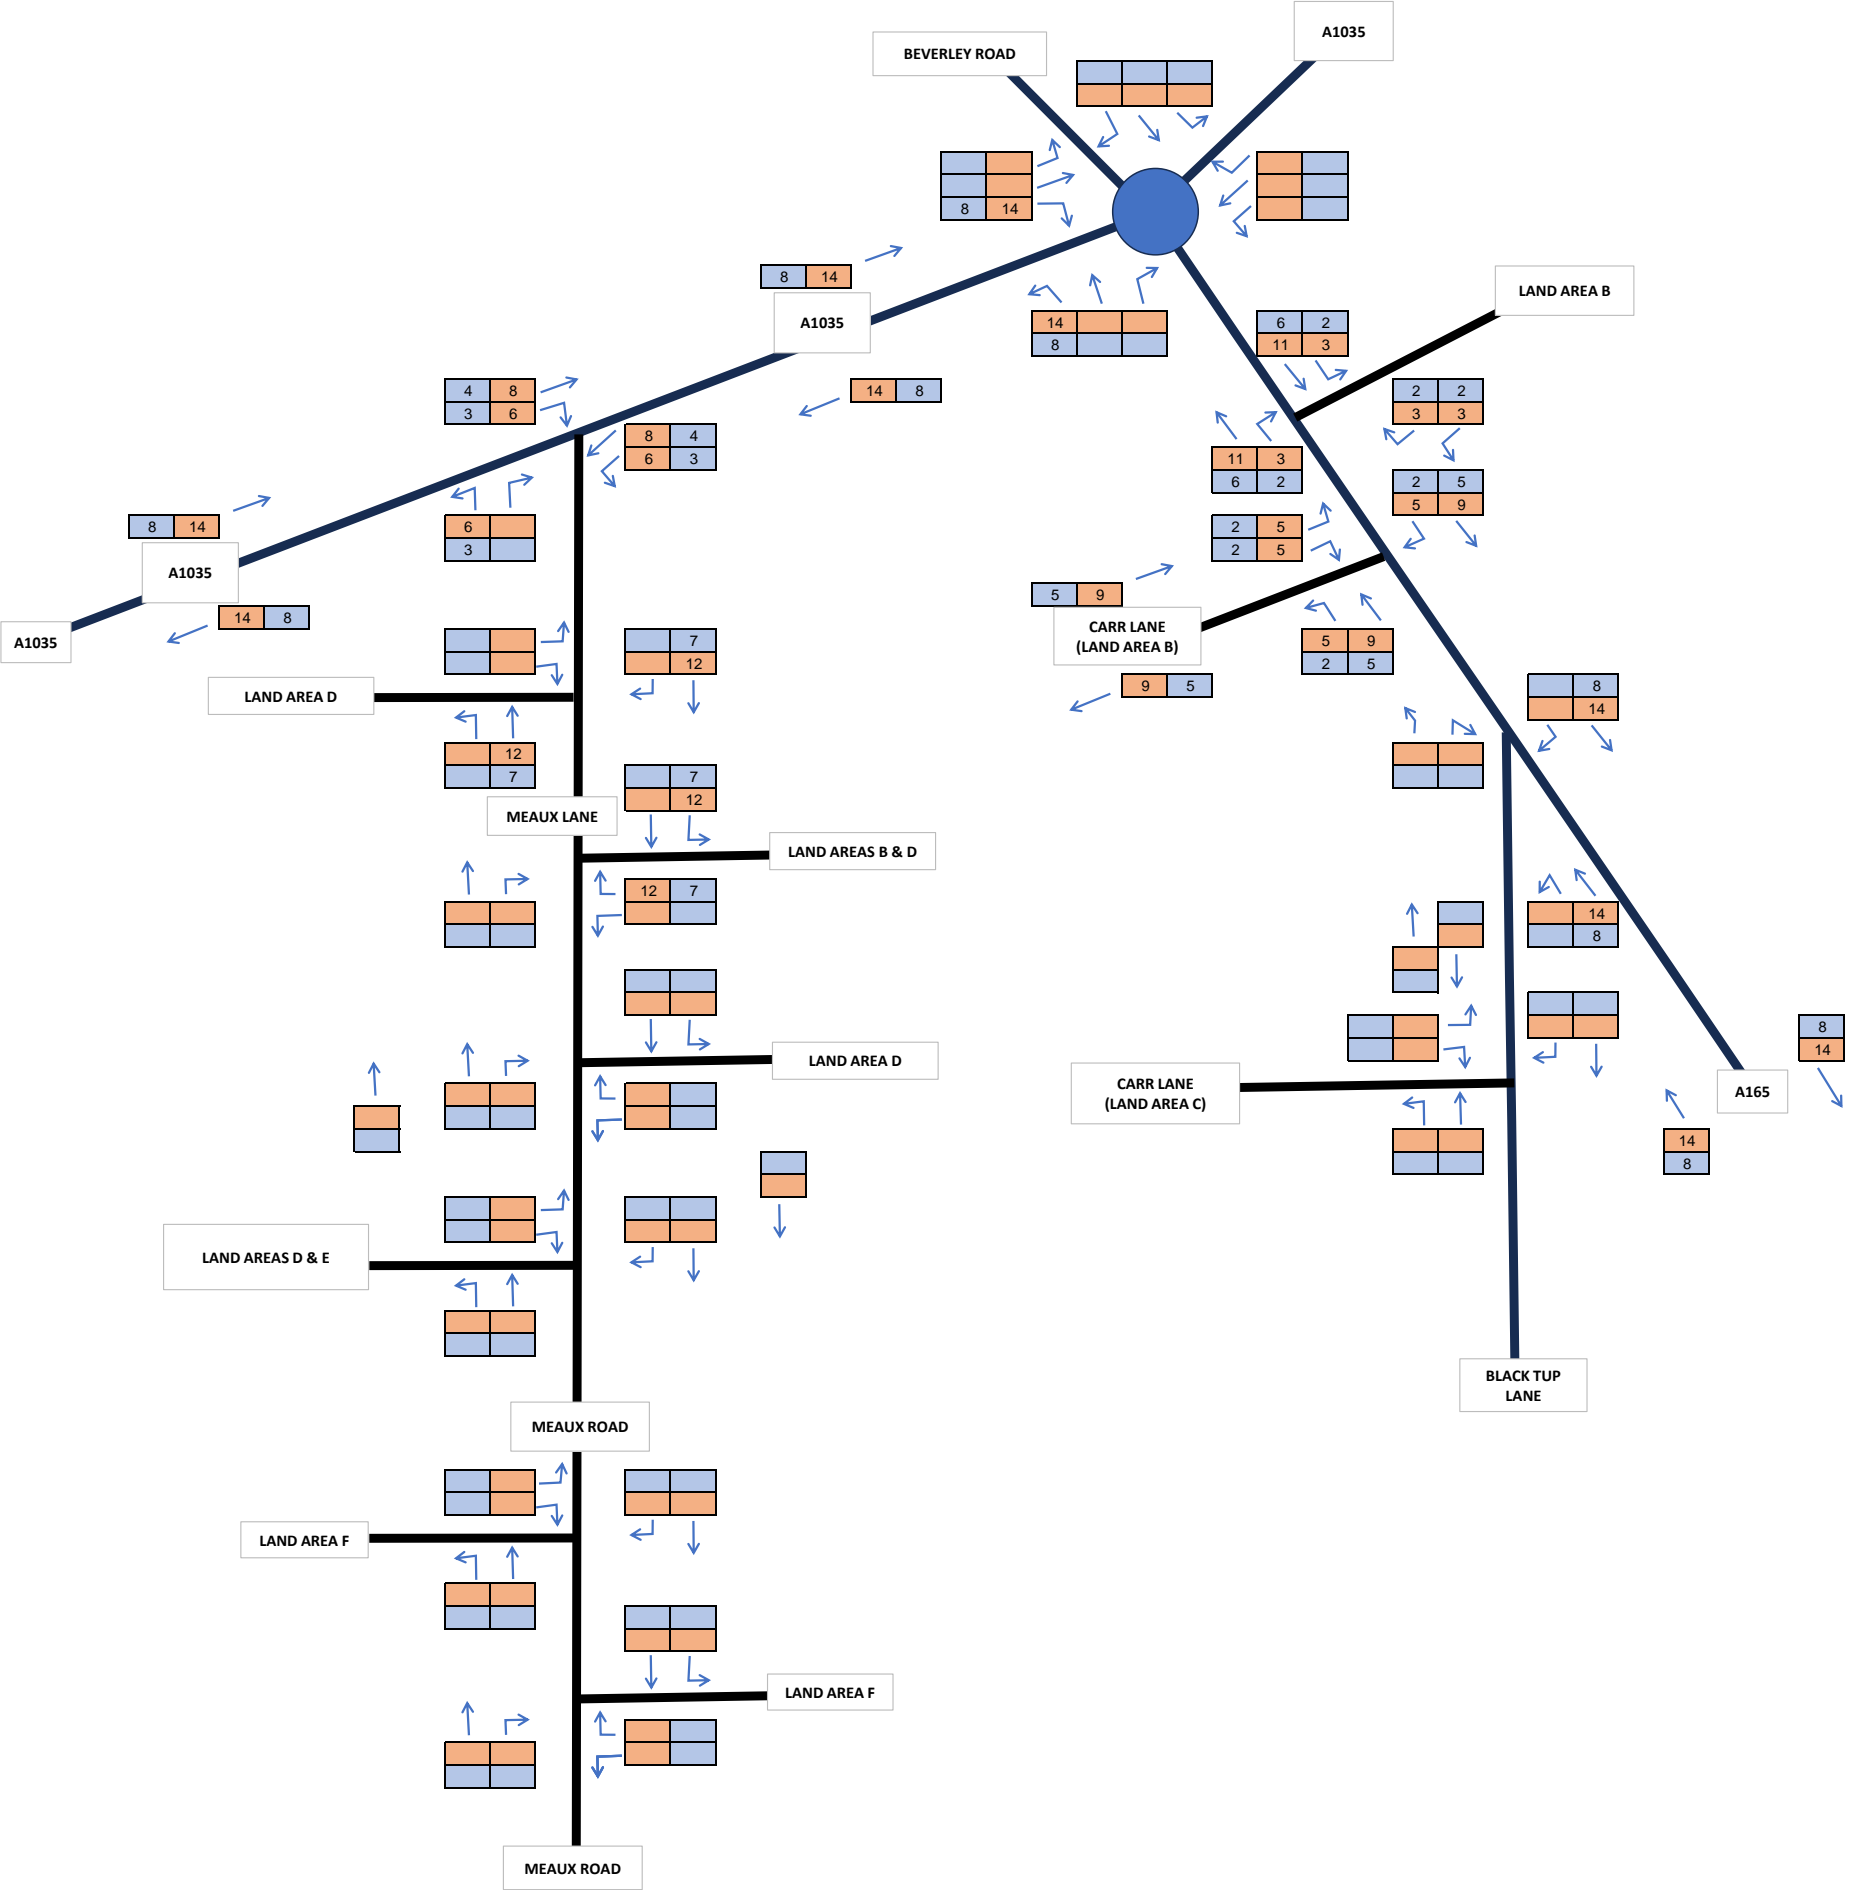 A1035
BEVERLEY ROAD
8 14
8 14
A1035
14 8
14
8
6 2
11 3
LAND AREA B
2 2
3 3
11 3
6 2
2 5
5 9
2 5
2 5
5 9
CARR LANE
(LAND AREA B)
9 5
5 9
2 5
4 8
3 6
8 4
6 3
6
3
8 14
A1035
14 8
A1035
7
12
LAND AREA D
12
7
7
12
MEAUX LANE
LAND AREAS B & D
12 7
8
14
14
8
LAND AREA D
CARR LANE
(LAND AREA C)
8
14
A165
14
8
LAND AREAS D & E
BLACK TUP
LANE
MEAUX ROAD
LAND AREA F
LAND AREA F
MEAUX ROAD